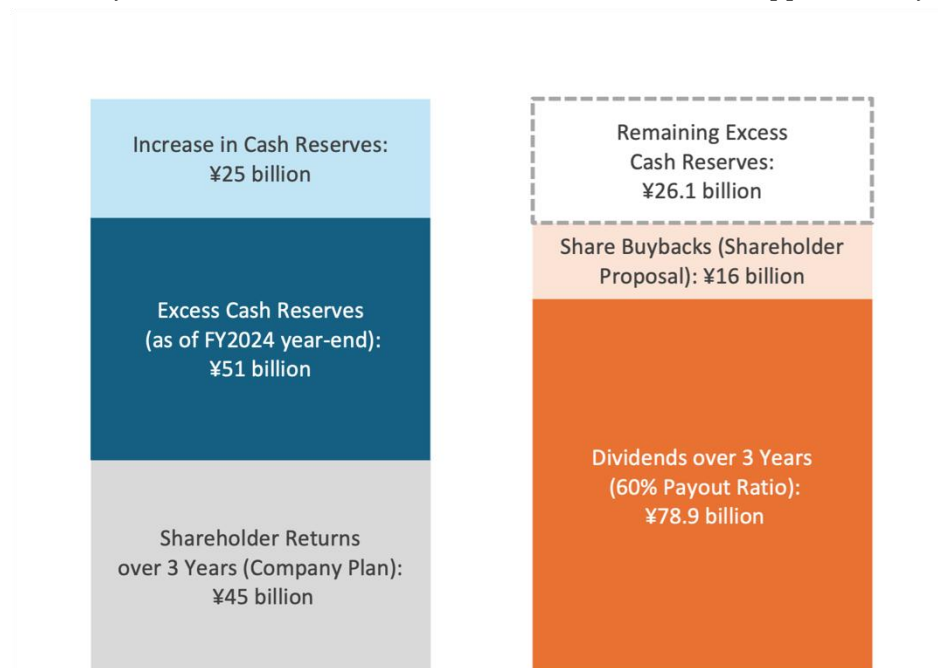 Increase in Cash Reserves:
¥25 billion
Excess Cash Reserves
(as of FY2024 year-end):
¥51 billion
Shareholder Returns
over 3 Years (Company Plan):
¥45 billion
Remaining Excess
Cash Reserves:
¥26.1 billion
Share Buybacks (Shareholder
Proposal): ¥16 billion
Dividends over 3 Years
(60% Payout Ratio):
¥78.9 billion